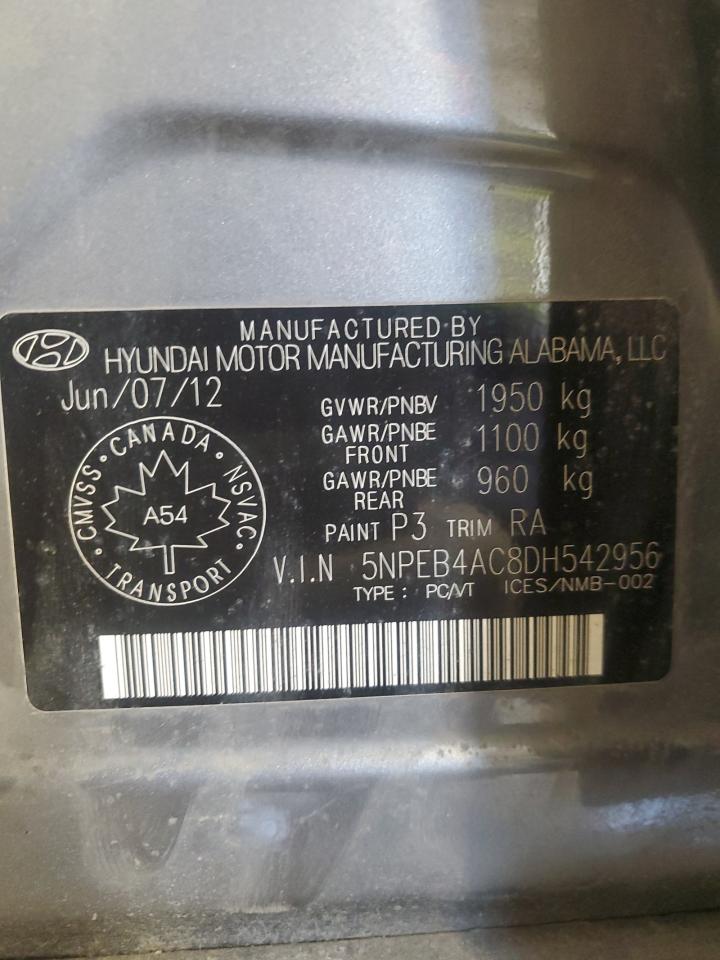 MANUFACTURED BY
HYUNDAI MOTOR MANUFACTURING ALABAMA, LLC
Jun/07/12
GVWR/PNBV 1950 kg
GAWR/PNBE FRONT 1100 kg
GAWR/PNBE REAR 960 kg
PAINT P3 TRIM RA
CMVSS • CANADA • NSVAC • TRANSPORT •
A54
V.I.N 5NPEB4AC8DH542956
TYPE : PC/VT ICES/NMB-002